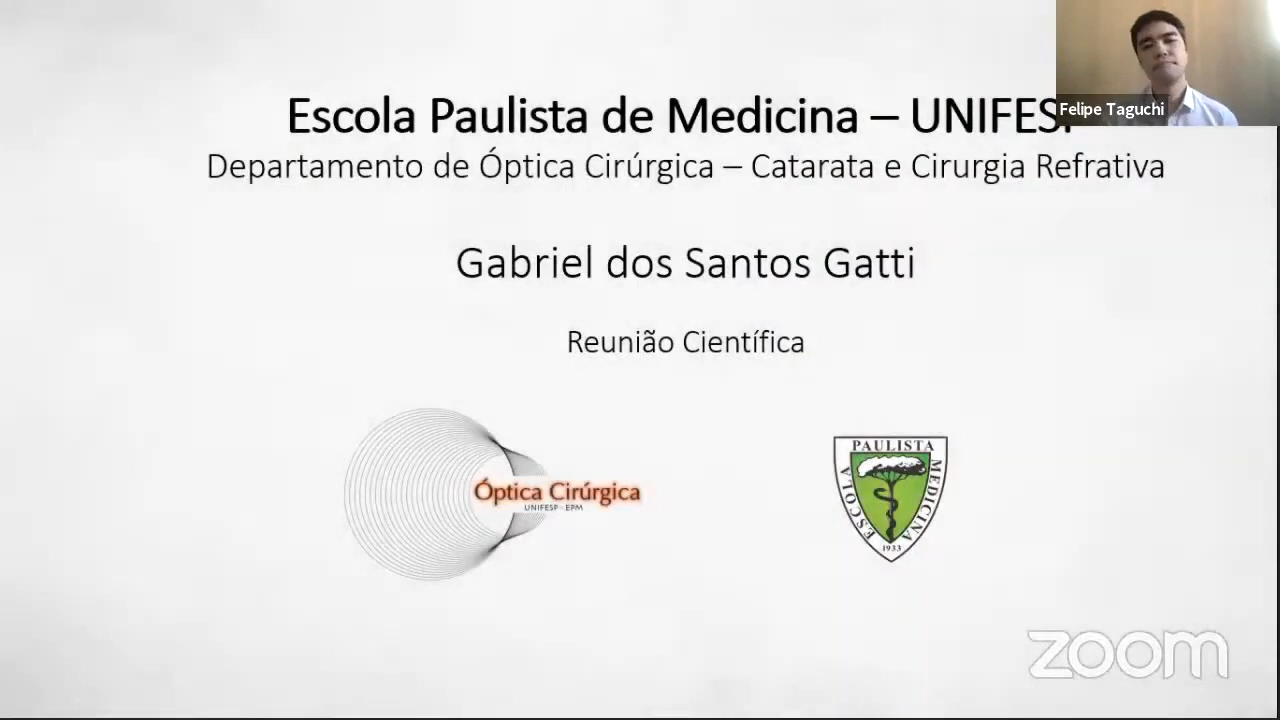 Felipe Taguchi
Escola Paulista de Medicina – UNIFESP
Departamento de Óptica Cirúrgica – Catarata e Cirurgia Refrativa
Gabriel dos Santos Gatti
Reunião Científica
Óptica Cirúrgica
UNIFESP - EPM
PAULISTA
ESCOLA
MEDICINA
1933
zoom